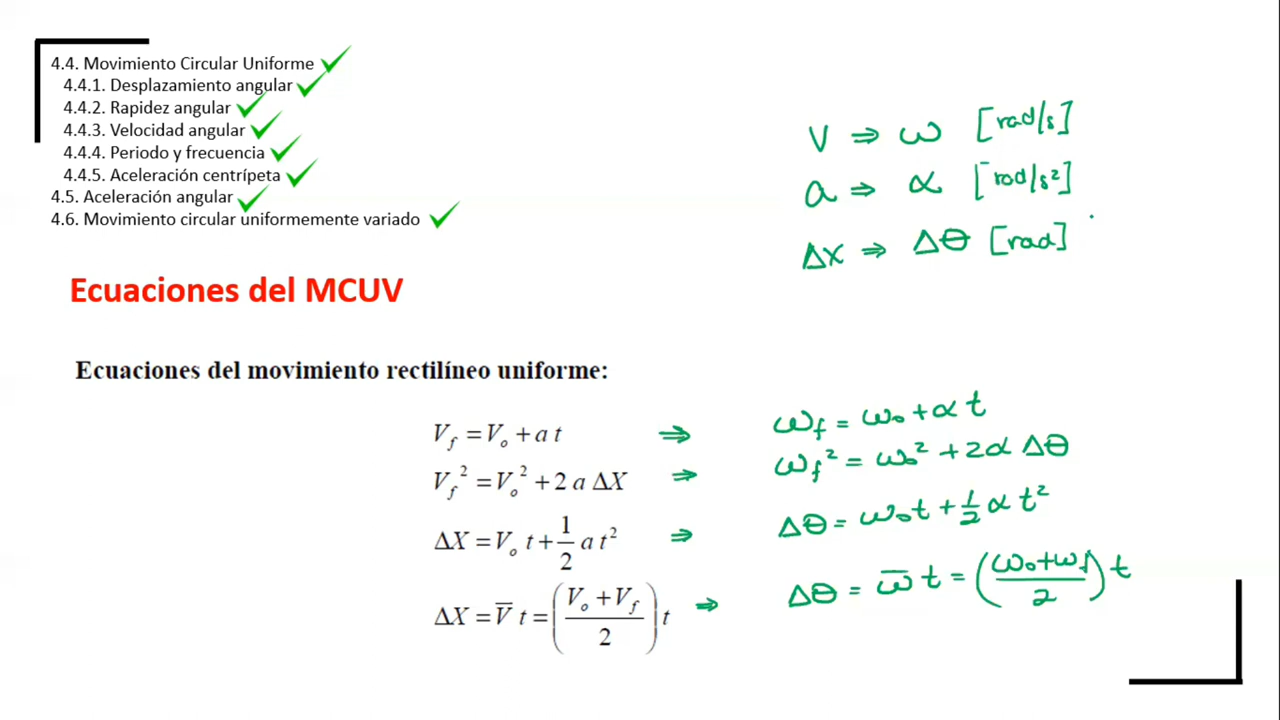 4.4. Movimiento Circular Uniforme
4.4.1. Desplazamiento angular
4.4.2. Rapidez angular
4.4.3. Velocidad angular
4.4.4. Periodo y frecuencia
4.4.5. Aceleración centrípeta
4.5. Aceleración angular
4.6. Movimiento circular uniformemente variado
V ⇒ ω [rad/s]
a ⇒ α [rad/s²]
Δx ⇒ Δθ [rad]
Ecuaciones del MCUV
Ecuaciones del movimiento rectilíneo uniforme:
V_f = V_o + a t ⇒ ω_f = ω_o + α t
V_f² = V_o² + 2 a ΔX ⇒ ω_f² = ω_o² + 2α Δθ
ΔX = V_o t + 1/2 a t² ⇒ Δθ = ω_o t + 1/2 α t²
ΔX = V̅ t = ((V_o + V_f)/2) t ⇒ Δθ = ω̅ t = ((ω_o + ω_f)/2) t